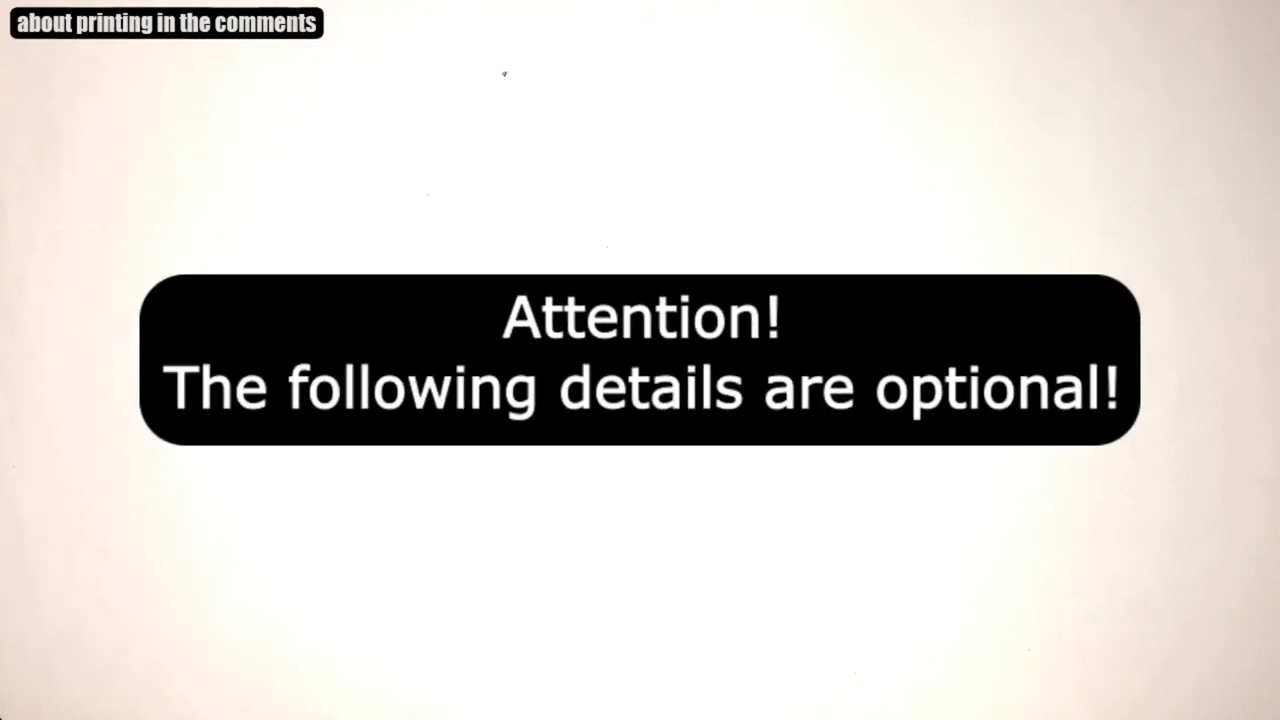 about printing in the comments
Attention!
The following details are optional!